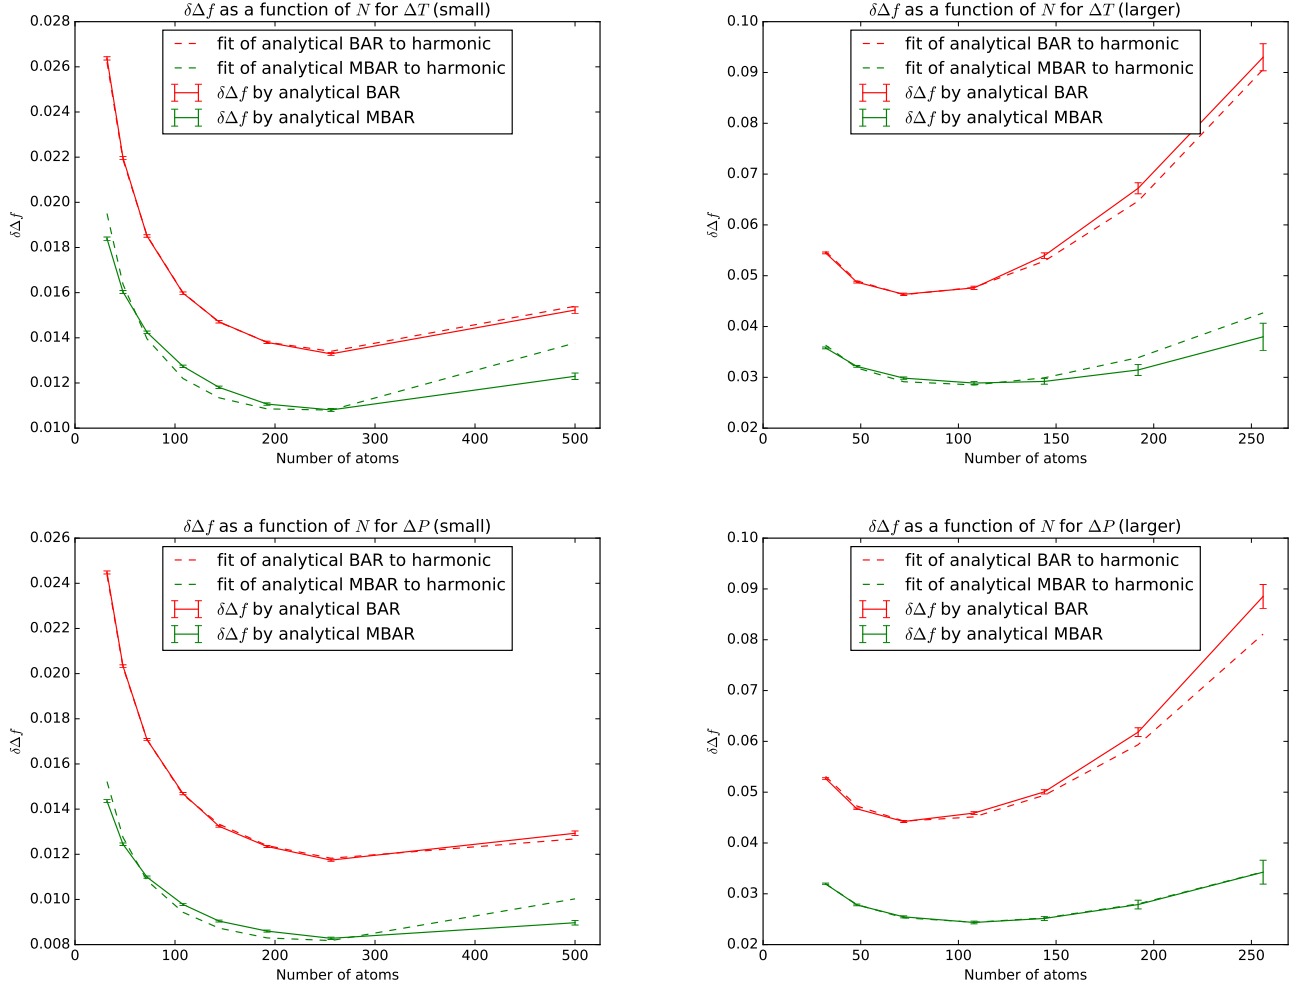 δΔf as a function of N for ΔT (small)
0.028
0.026
0.024
0.022
0.020
0.018
0.016
0.014
0.012
0.010
δΔf
fit of analytical BAR to harmonic
fit of analytical MBAR to harmonic
δΔf by analytical BAR
δΔf by analytical MBAR
0 100 200 300 400 500
Number of atoms
δΔf as a function of N for ΔT (larger)
0.10
0.09
0.08
0.07
0.06
0.05
0.04
0.03
0.02
δΔf
fit of analytical BAR to harmonic
fit of analytical MBAR to harmonic
δΔf by analytical BAR
δΔf by analytical MBAR
0 50 100 150 200 250
Number of atoms
δΔf as a function of N for ΔP (small)
0.026
0.024
0.022
0.020
0.018
0.016
0.014
0.012
0.010
0.008
δΔf
fit of analytical BAR to harmonic
fit of analytical MBAR to harmonic
δΔf by analytical BAR
δΔf by analytical MBAR
0 100 200 300 400 500
Number of atoms
δΔf as a function of N for ΔP (larger)
0.10
0.09
0.08
0.07
0.06
0.05
0.04
0.03
0.02
δΔf
fit of analytical BAR to harmonic
fit of analytical MBAR to harmonic
δΔf by analytical BAR
δΔf by analytical MBAR
0 50 100 150 200 250
Number of atoms